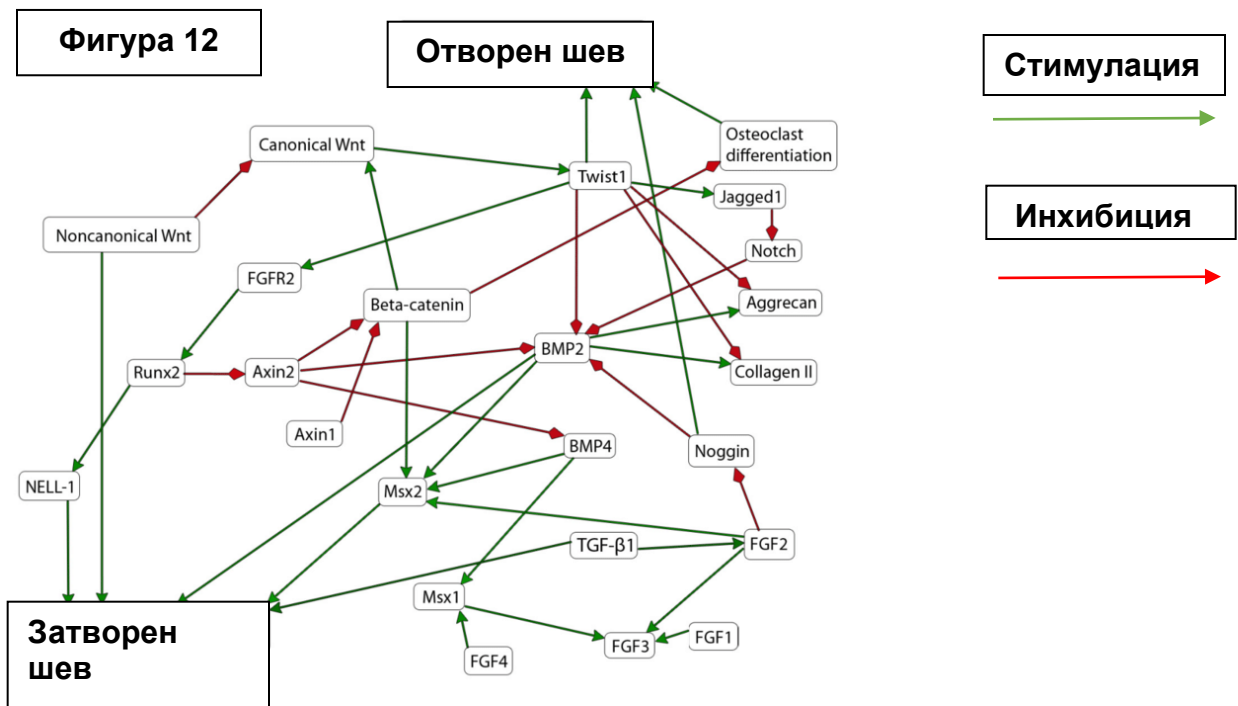 Фигура 12
Отворен шев
Стимулация
Canonical Wnt
Osteoclast
differentiation
Twist1
Jagged1
Инхибиция
Noncanonical Wnt
Notch
FGFR2
Beta-catenin
Aggrecan
BMP2
Runx2
Axin2
Collagen II
Axin1
BMP4
Noggin
NELL-1
Msx2
TGF-β1
FGF2
Msx1
Затворен
шев
FGF3
FGF1
FGF4